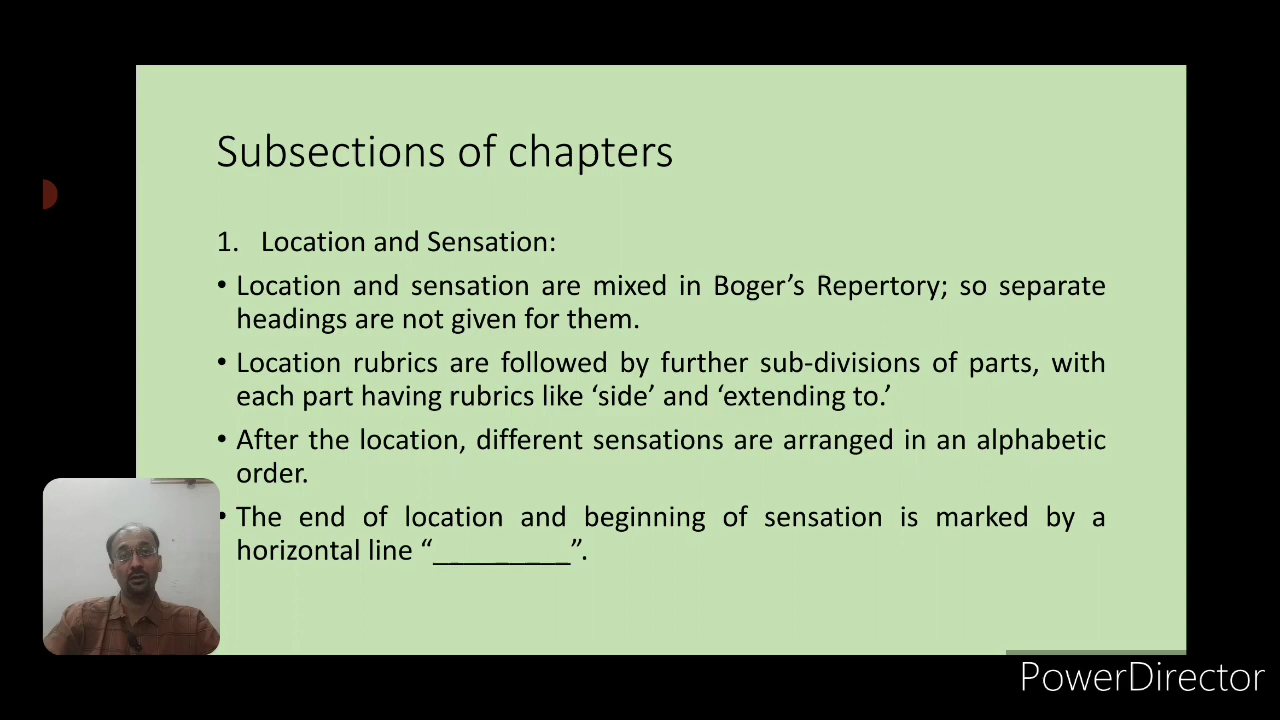 Subsections of chapters
1. Location and Sensation:
• Location and sensation are mixed in Boger’s Repertory; so separate
headings are not given for them.
• Location rubrics are followed by further sub-divisions of parts, with
each part having rubrics like ‘side’ and ‘extending to.’
• After the location, different sensations are arranged in an alphabetic
order.
• The end of location and beginning of sensation is marked by a
horizontal line “_________”.
PowerDirector